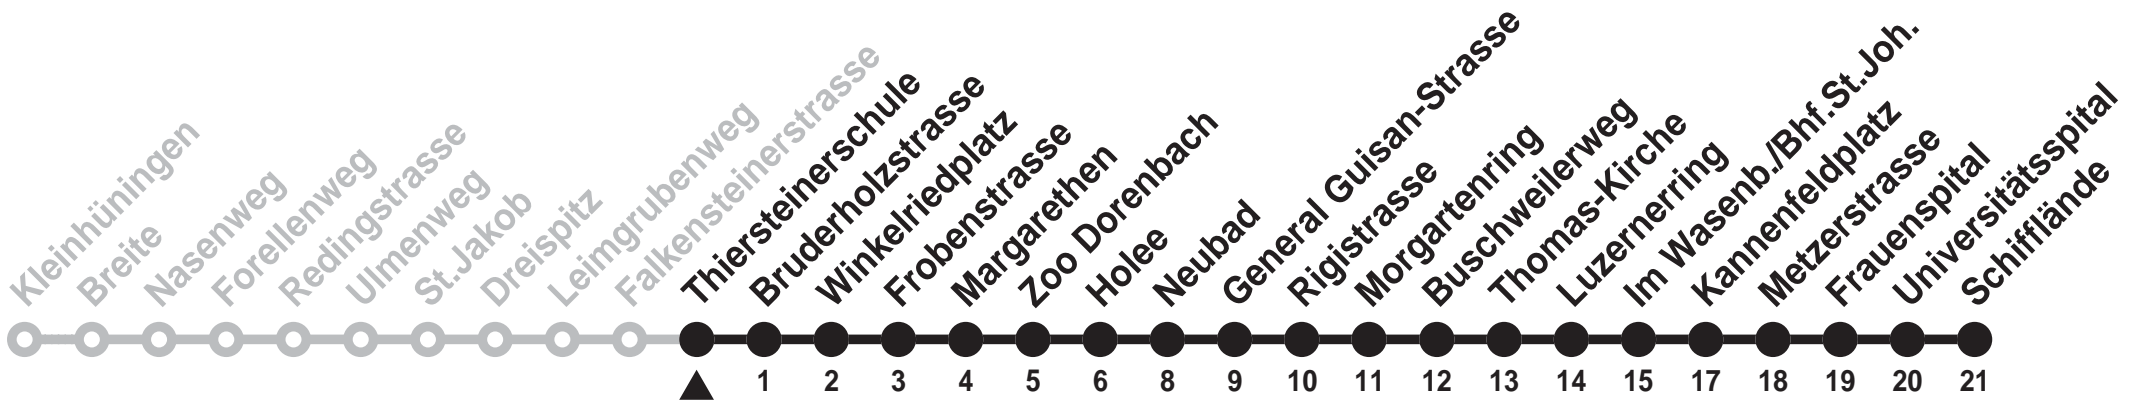 Kleinhüningen
Breite
Nasenweg
Forellenweg
Redingstrasse
Ulmenweg
St.Jakob
Dreispitz
Leimgrubenweg
Falkensteinerstrasse
Thiersteinerschule
Bruderholzstrasse
Winkelriedplatz
Frobenstrasse
Margarethen
Zoo Dorenbach
Holee
Neubad
General Guisan-Strasse
Rigistrasse
Morgartenring
Buschweilerweg
Thomas-Kirche
Luzernerring
Im Wasenb./Bhf.St.Joh.
Kannenfeldplatz
Metzerstrasse
Frauenspital
Universitätsspital
Schifflände
1 2 3 4 5 6 8 9 10 11 12 13 14 15 17 18 19 20 21